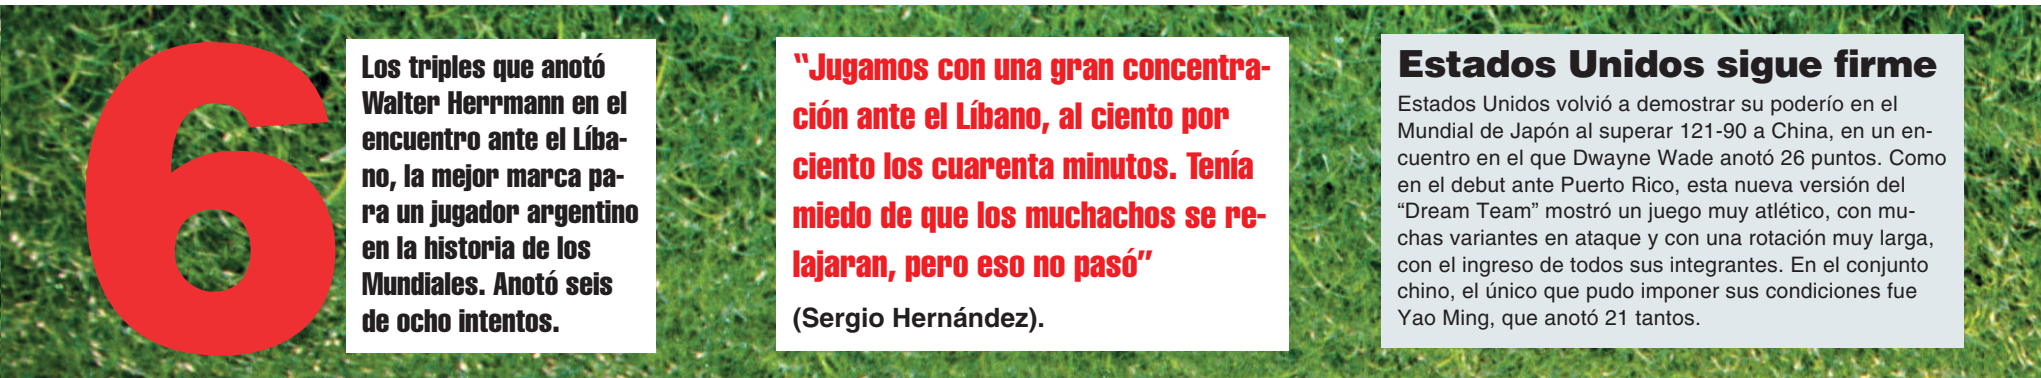 6
Los triples que anotó
Walter Herrmann en el
encuentro ante el Líba-
no, la mejor marca pa-
ra un jugador argentino
en la historia de los
Mundiales. Anotó seis
de ocho intentos.
“Jugamos con una gran concentra-
ción ante el Líbano, al ciento por
ciento los cuarenta minutos. Tenía
miedo de que los muchachos se re-
lajaran, pero eso no pasó”
(Sergio Hernández).
Estados Unidos sigue firme
Estados Unidos volvió a demostrar su poderío en el
Mundial de Japón al superar 121-90 a China, en un en-
cuentro en el que Dwayne Wade anotó 26 puntos. Como
en el debut ante Puerto Rico, esta nueva versión del
“Dream Team” mostró un juego muy atlético, con mu-
chas variantes en ataque y con una rotación muy larga,
con el ingreso de todos sus integrantes. En el conjunto
chino, el único que pudo imponer sus condiciones fue
Yao Ming, que anotó 21 tantos.